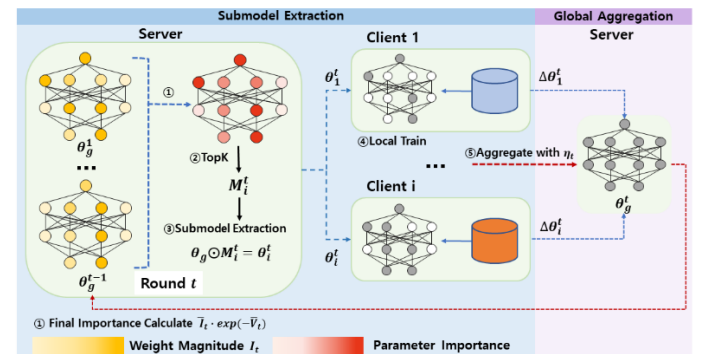 Submodel Extraction
Global Aggregation
Server
Client 1
Server
①
θ_g^1
...
θ_g^{t-1}
②TopK
M_i^t
③Submodel Extraction
θ_g⊙M_i^t=θ_i^t
Round t
θ_1^t
θ_i^t
④Local Train
...
Client i
Δθ_1^t
⑤Aggregate with η_t
θ_g^t
Δθ_i^t
① Final Importance Calculate Ī_t · exp(−V̄_t)
Weight Magnitude I_t
Parameter Importance